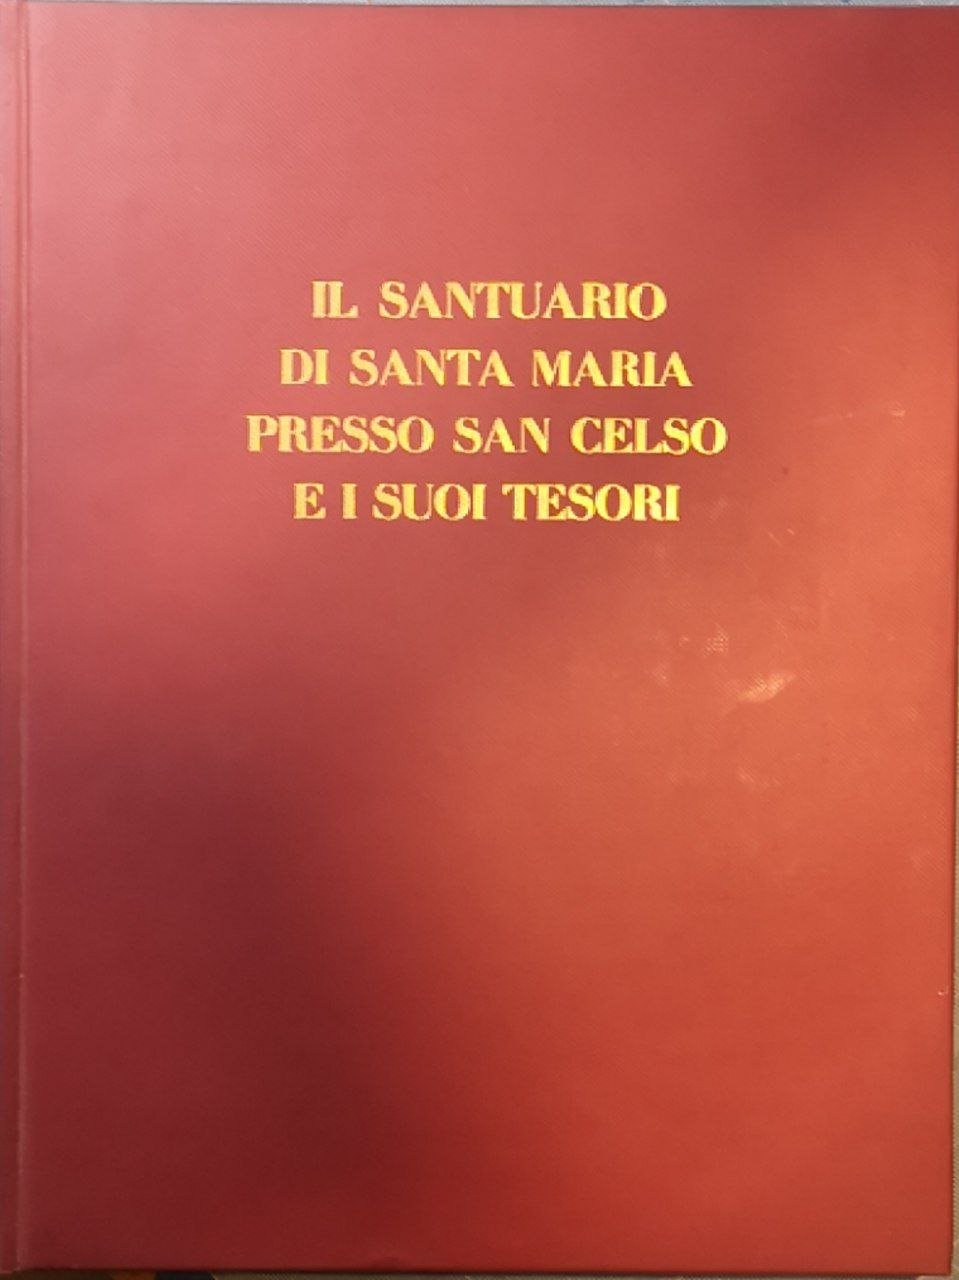 IL SANTUARIO
DI SANTA MARIA
PRESSO SAN CELSO
E I SUOI TESORI